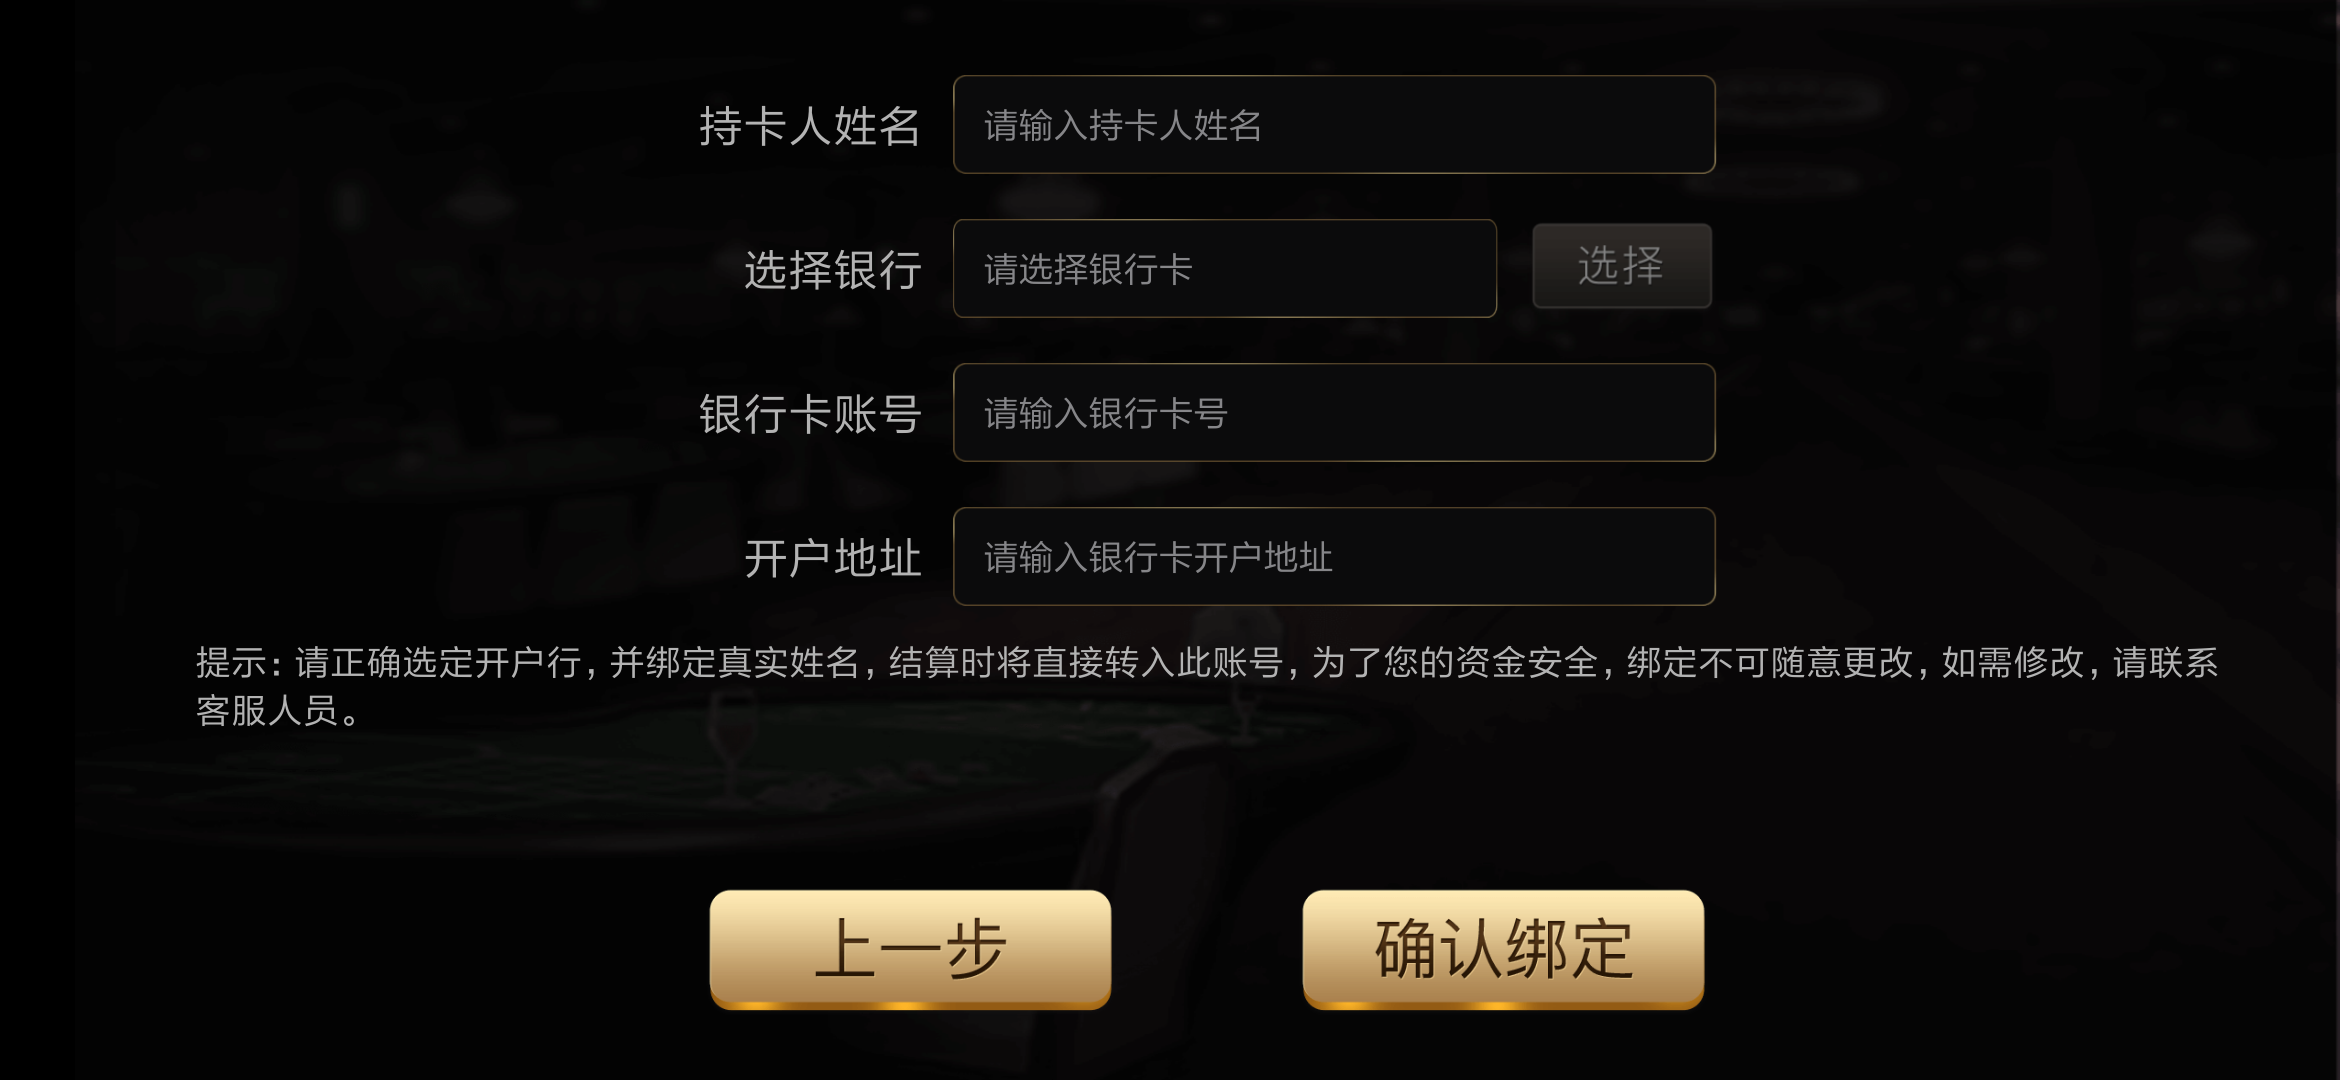 持卡人姓名 请输入持卡人姓名
选择银行 请选择银行卡 选择
银行卡账号 请输入银行卡号
开户地址 请输入银行卡开户地址
提示：请正确选定开户行，并绑定真实姓名，结算时将直接转入此账号，为了您的资金安全，绑定不可随意更改，如需修改，请联系
客服人员。
上一步 确认绑定